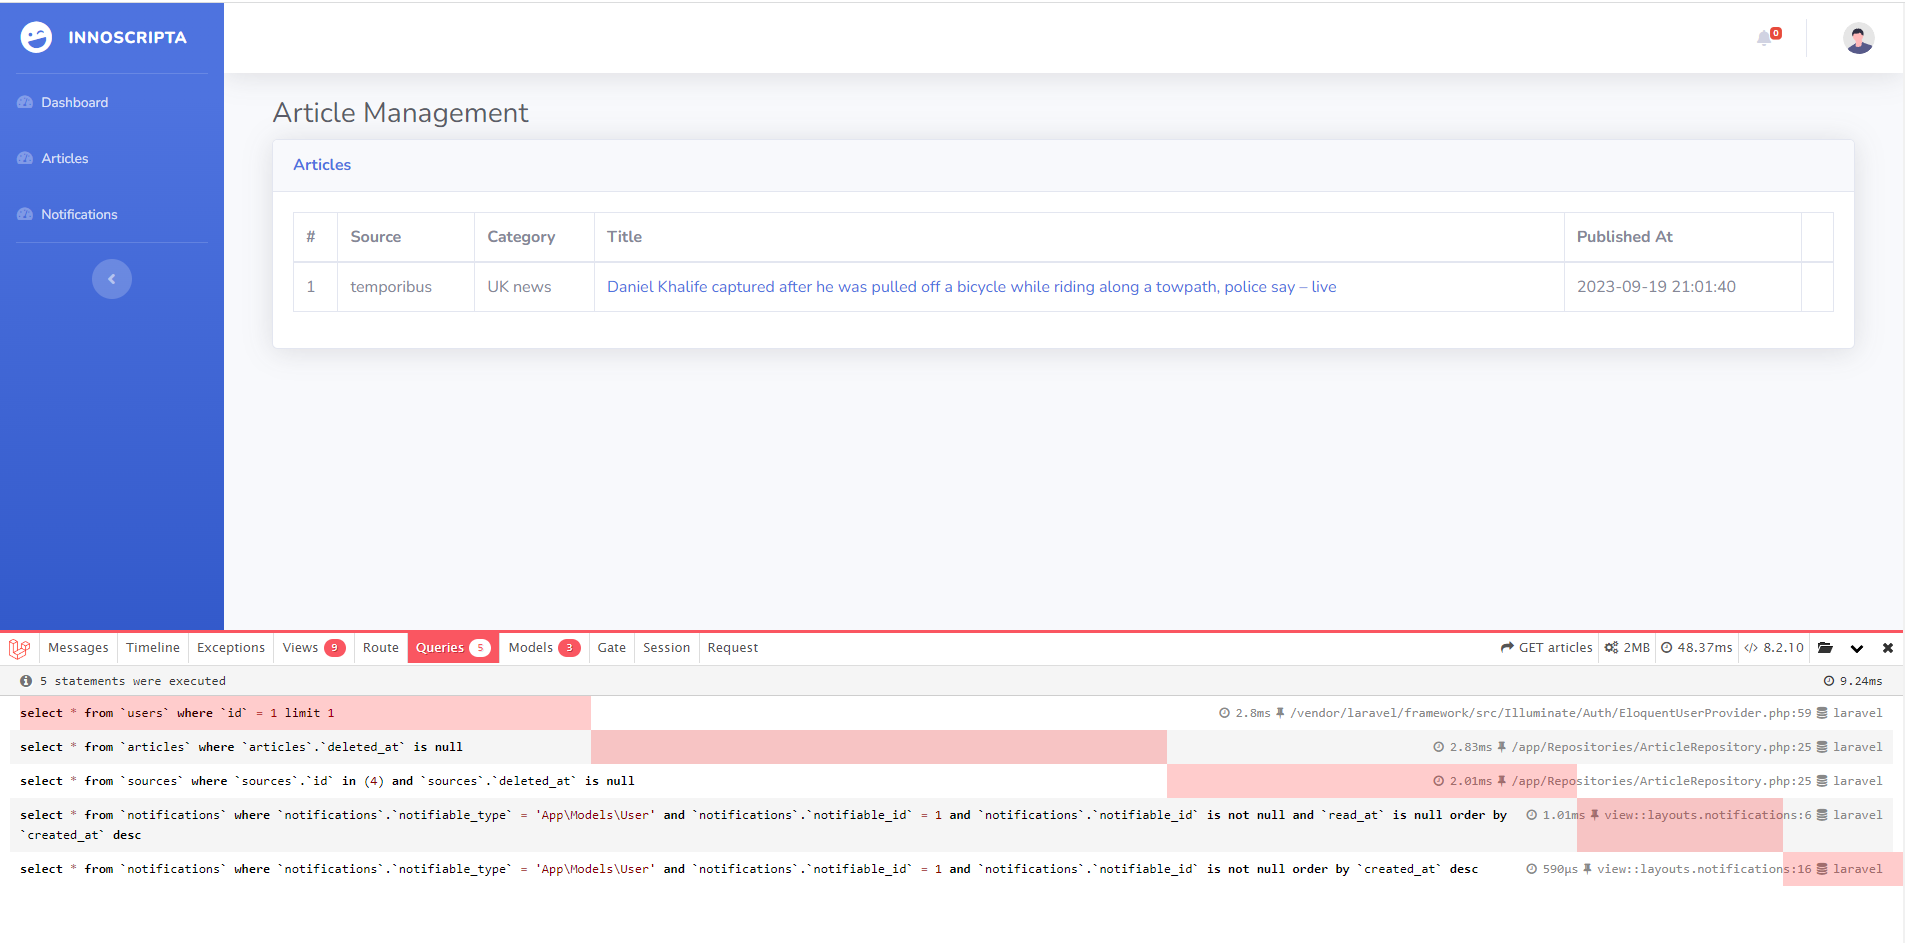 INNOSCRIPTA
Dashboard
Articles
Notifications
0
Article Management
Articles
# Source Category Title Published At
1 temporibus UK news Daniel Khalife captured after he was pulled off a bicycle while riding along a towpath, police say – live 2023-09-19 21:01:40
Messages Timeline Exceptions Views 9 Route Queries 5 Models 3 Gate Session Request GET articles 2MB 48.37ms </> 8.2.10
5 statements were executed 9.24ms
select * from `users` where `id` = 1 limit 1 2.8ms /vendor/laravel/framework/src/Illuminate/Auth/EloquentUserProvider.php:59 laravel
select * from `articles` where `articles`.`deleted_at` is null 2.83ms /app/Repositories/ArticleRepository.php:25 laravel
select * from `sources` where `sources`.`id` in (4) and `sources`.`deleted_at` is null 2.01ms /app/Repositories/ArticleRepository.php:25 laravel
select * from `notifications` where `notifications`.`notifiable_type` = 'App\Models\User' and `notifications`.`notifiable_id` = 1 and `notifications`.`notifiable_id` is not null and `read_at` is null order by 1.01ms view::layouts.notifications:6 laravel
`created_at` desc
select * from `notifications` where `notifications`.`notifiable_type` = 'App\Models\User' and `notifications`.`notifiable_id` = 1 and `notifications`.`notifiable_id` is not null order by `created_at` desc 590μs view::layouts.notifications:16 laravel